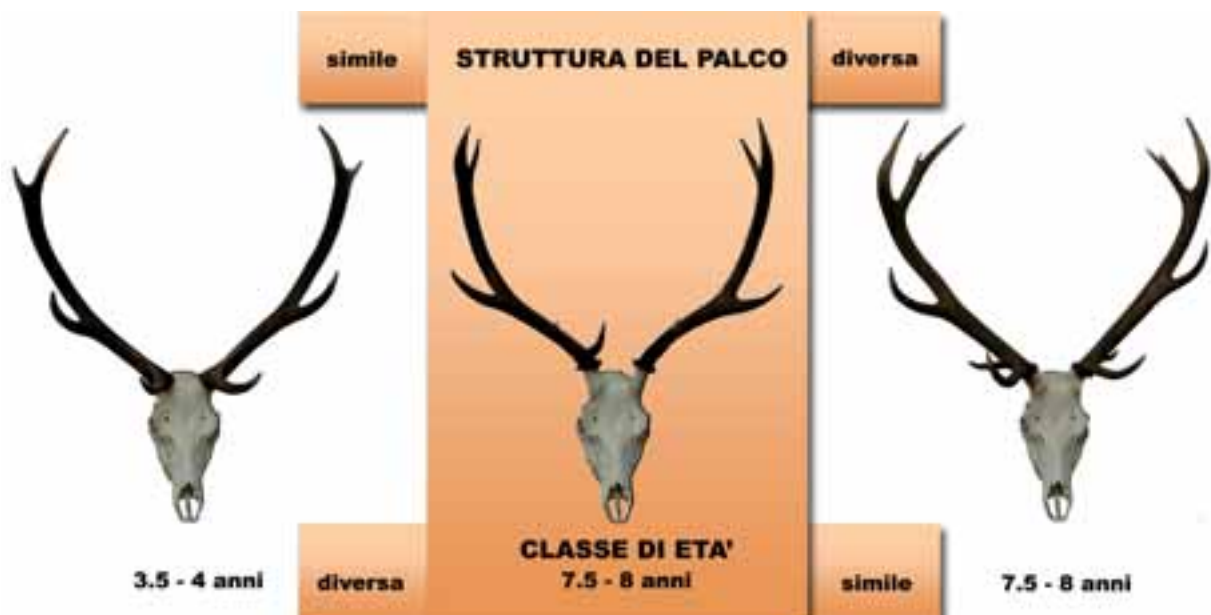 simile STRUTTURA DEL PALCO diversa
CLASSE DI ETA'
3.5 - 4 anni diversa 7.5 - 8 anni simile 7.5 - 8 anni